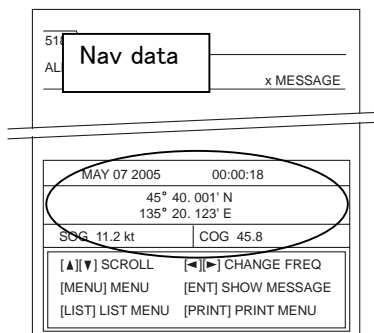 518
Nav data
x MESSAGE
MAY 07 2005 00:00:18
45° 40. 001' N
135° 20. 123' E
SOG 11.2 kt COG 45.8
[▲][▼] SCROLL [◄][►] CHANGE FREQ
[MENU] MENU [ENT] SHOW MESSAGE
[LIST] LIST MENU [PRINT] PRINT MENU